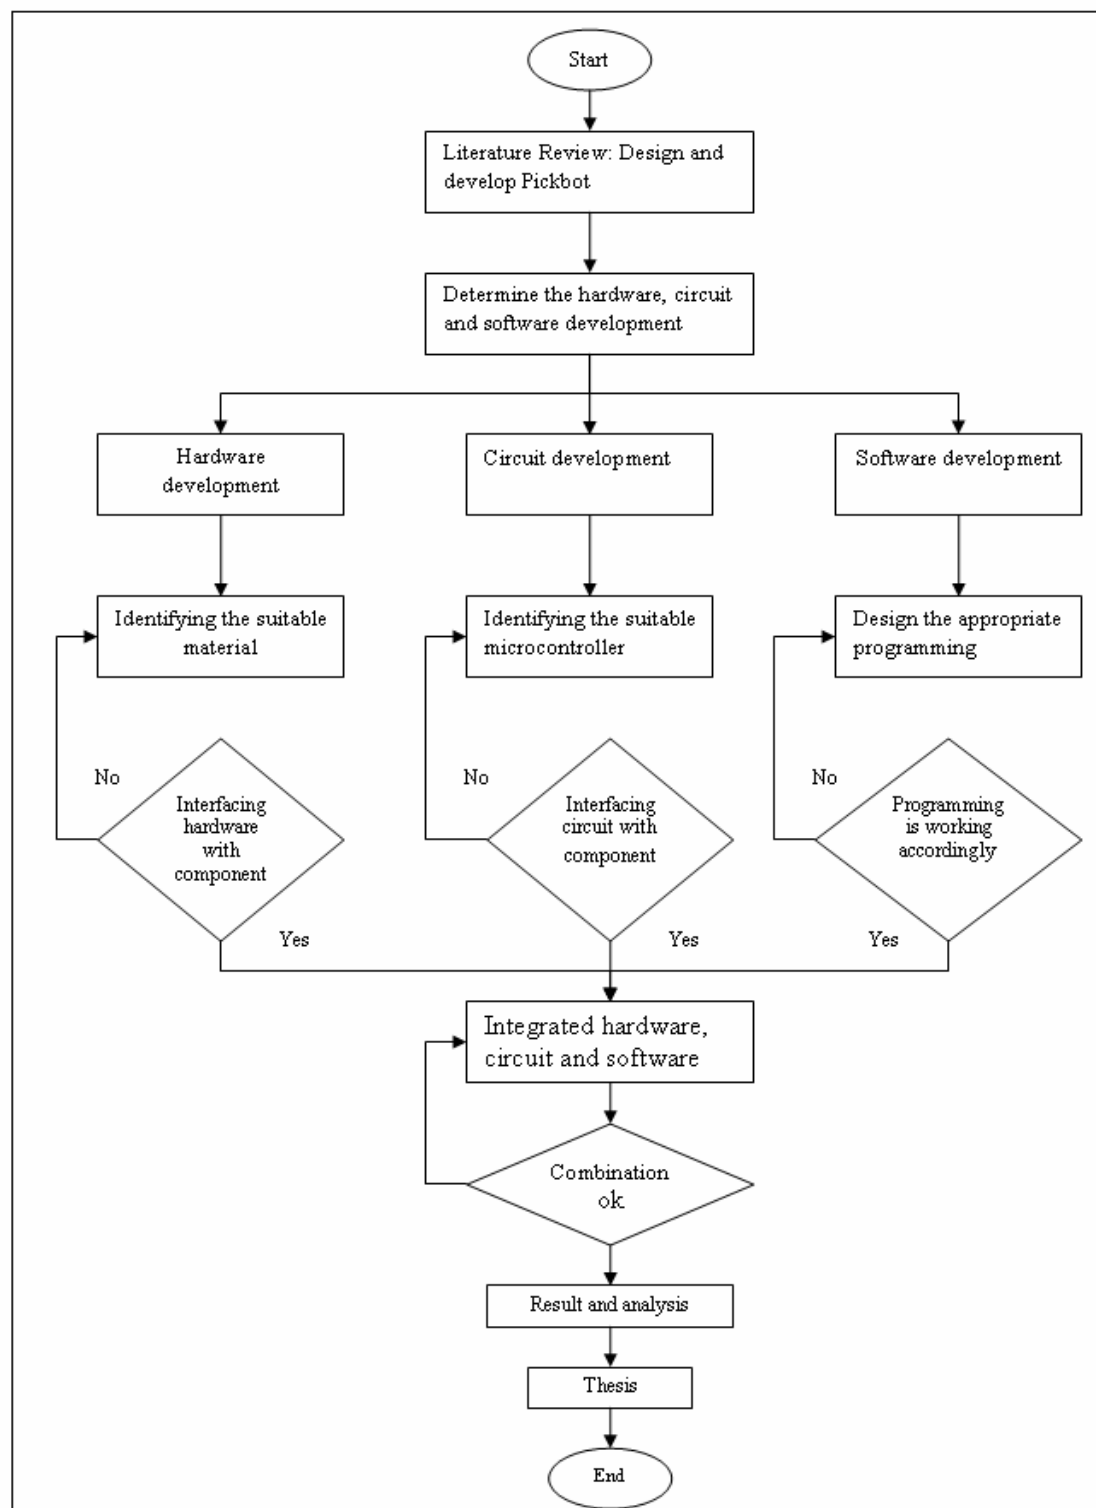 Start
Literature Review: Design and
develop Pickbot
Determine the hardware, circuit
and software development
Hardware
development
Circuit development
Software development
Identifying the suitable
material
Identifying the suitable
microcontroller
Design the appropriate
programming
No
Interfacing
hardware
with
component
Yes
No
Interfacing
circuit with
component
Yes
No
Programming
is working
accordingly
Yes
Integrated hardware,
circuit and software
Combination
ok
Result and analysis
Thesis
End